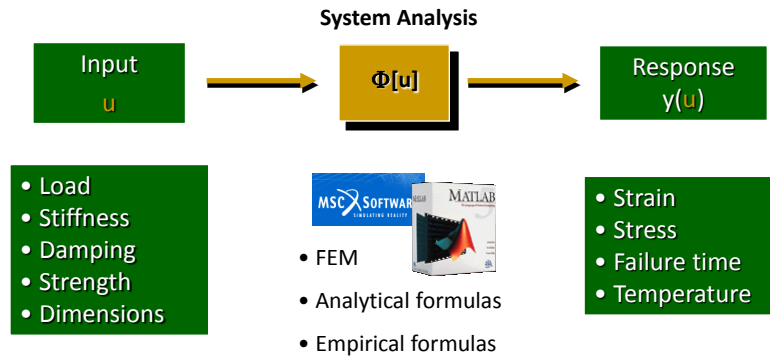 System Analysis
Input
u
Φ[u]
Response
y(u)
• Load
• Stiffness
• Damping
• Strength
• Dimensions
MSC SOFTWARE
SIMULATING REALITY
MATLAB
5
• FEM
• Analytical formulas
• Empirical formulas
• Strain
• Stress
• Failure time
• Temperature